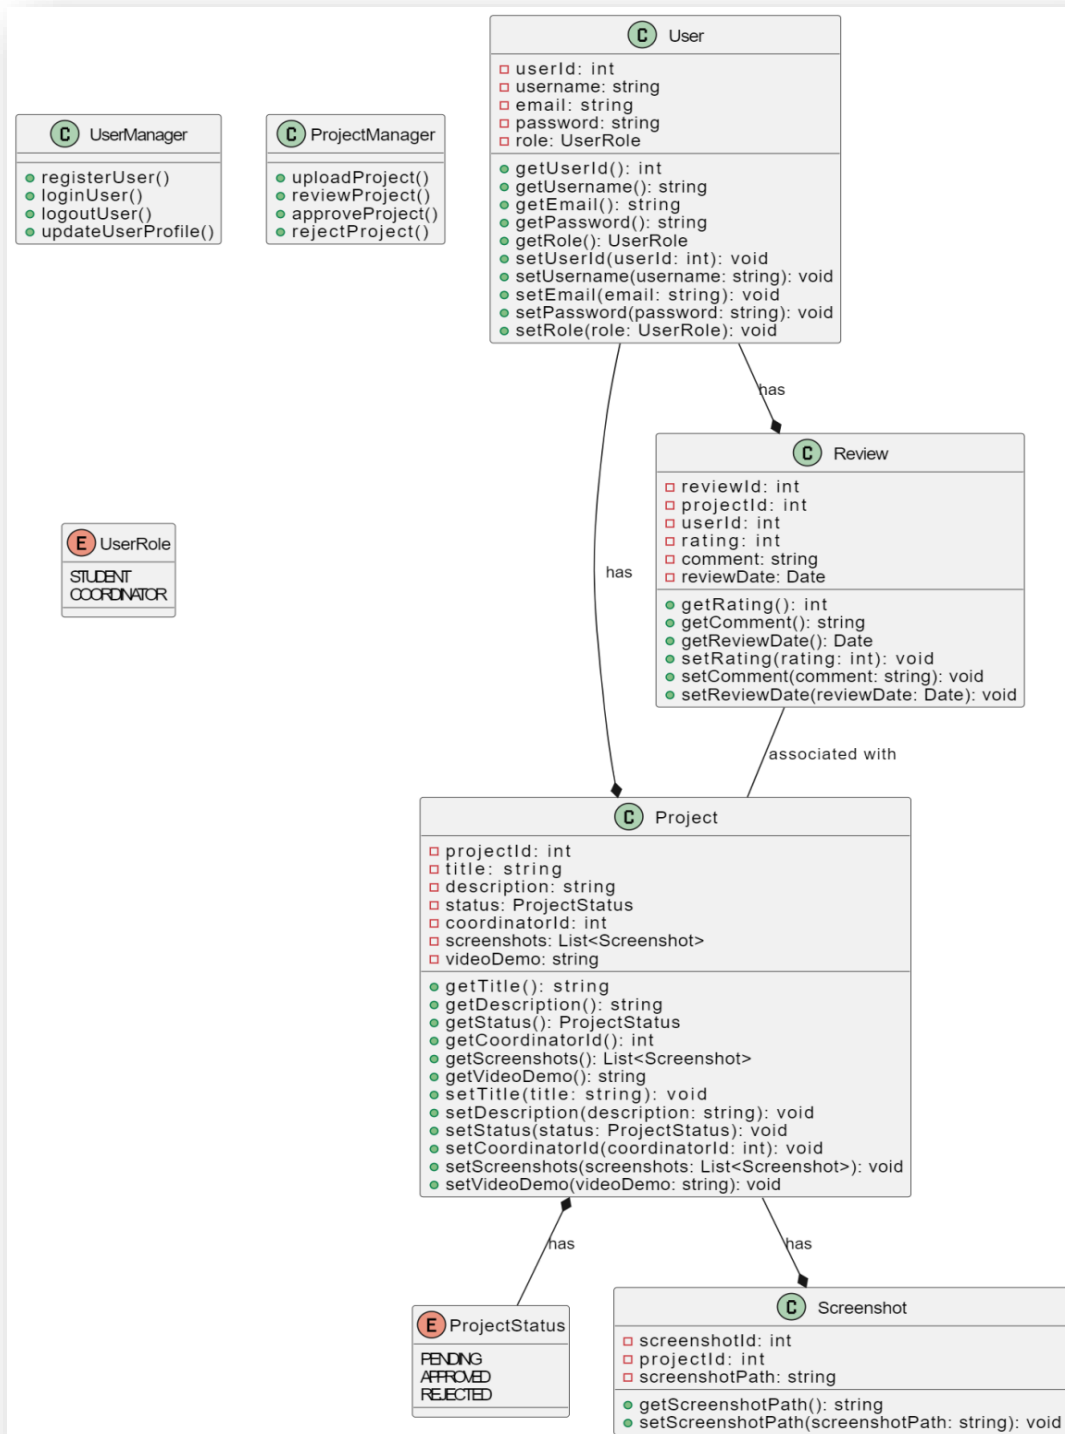 C User
userId: int
username: string
email: string
password: string
role: UserRole
getUserId(): int
getUsername(): string
getEmail(): string
getPassword(): string
getRole(): UserRole
setUserId(userId: int): void
setUsername(username: string): void
setEmail(email: string): void
setPassword(password: string): void
setRole(role: UserRole): void
C UserManager
registerUser()
loginUser()
logoutUser()
updateUserProfile()
C ProjectManager
uploadProject()
reviewProject()
approveProject()
rejectProject()
has
C Review
reviewId: int
projectId: int
userId: int
rating: int
comment: string
reviewDate: Date
getRating(): int
getComment(): string
getReviewDate(): Date
setRating(rating: int): void
setComment(comment: string): void
setReviewDate(reviewDate: Date): void
E UserRole
STUDENT
COORDINATOR
has
associated with
C Project
projectId: int
title: string
description: string
status: ProjectStatus
coordinatorId: int
screenshots: List<Screenshot>
videoDemo: string
getTitle(): string
getDescription(): string
getStatus(): ProjectStatus
getCoordinatorId(): int
getScreenshots(): List<Screenshot>
getVideoDemo(): string
setTitle(title: string): void
setDescription(description: string): void
setStatus(status: ProjectStatus): void
setCoordinatorId(coordinatorId: int): void
setScreenshots(screenshots: List<Screenshot>): void
setVideoDemo(videoDemo: string): void
has
has
E ProjectStatus
PENDING
APPROVED
REJECTED
C Screenshot
screenshotId: int
projectId: int
screenshotPath: string
getScreenshotPath(): string
setScreenshotPath(screenshotPath: string): void